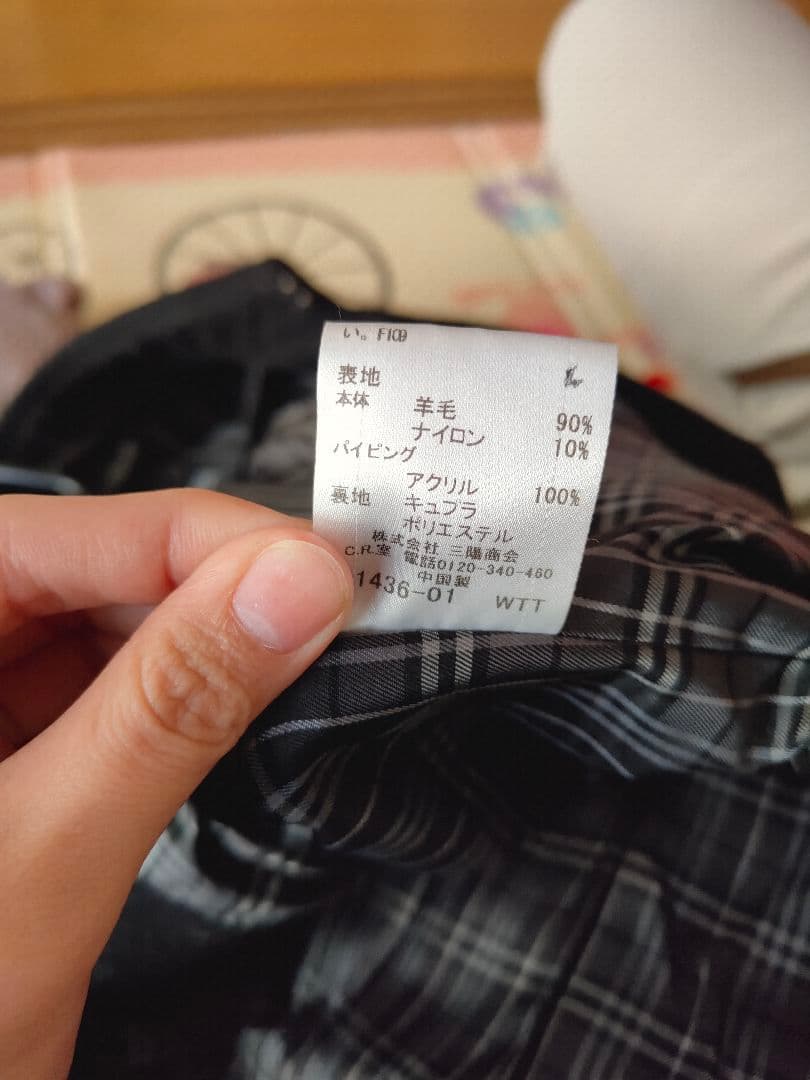 い。F109
表地
本体 羊毛 90%
ナイロン 10%
パイピング
アクリル 100%
裏地 キュプラ
ポリエステル
株式会社 三陽商会
C.R.室 電話0120-340-460
中国製
1436-01 WTT